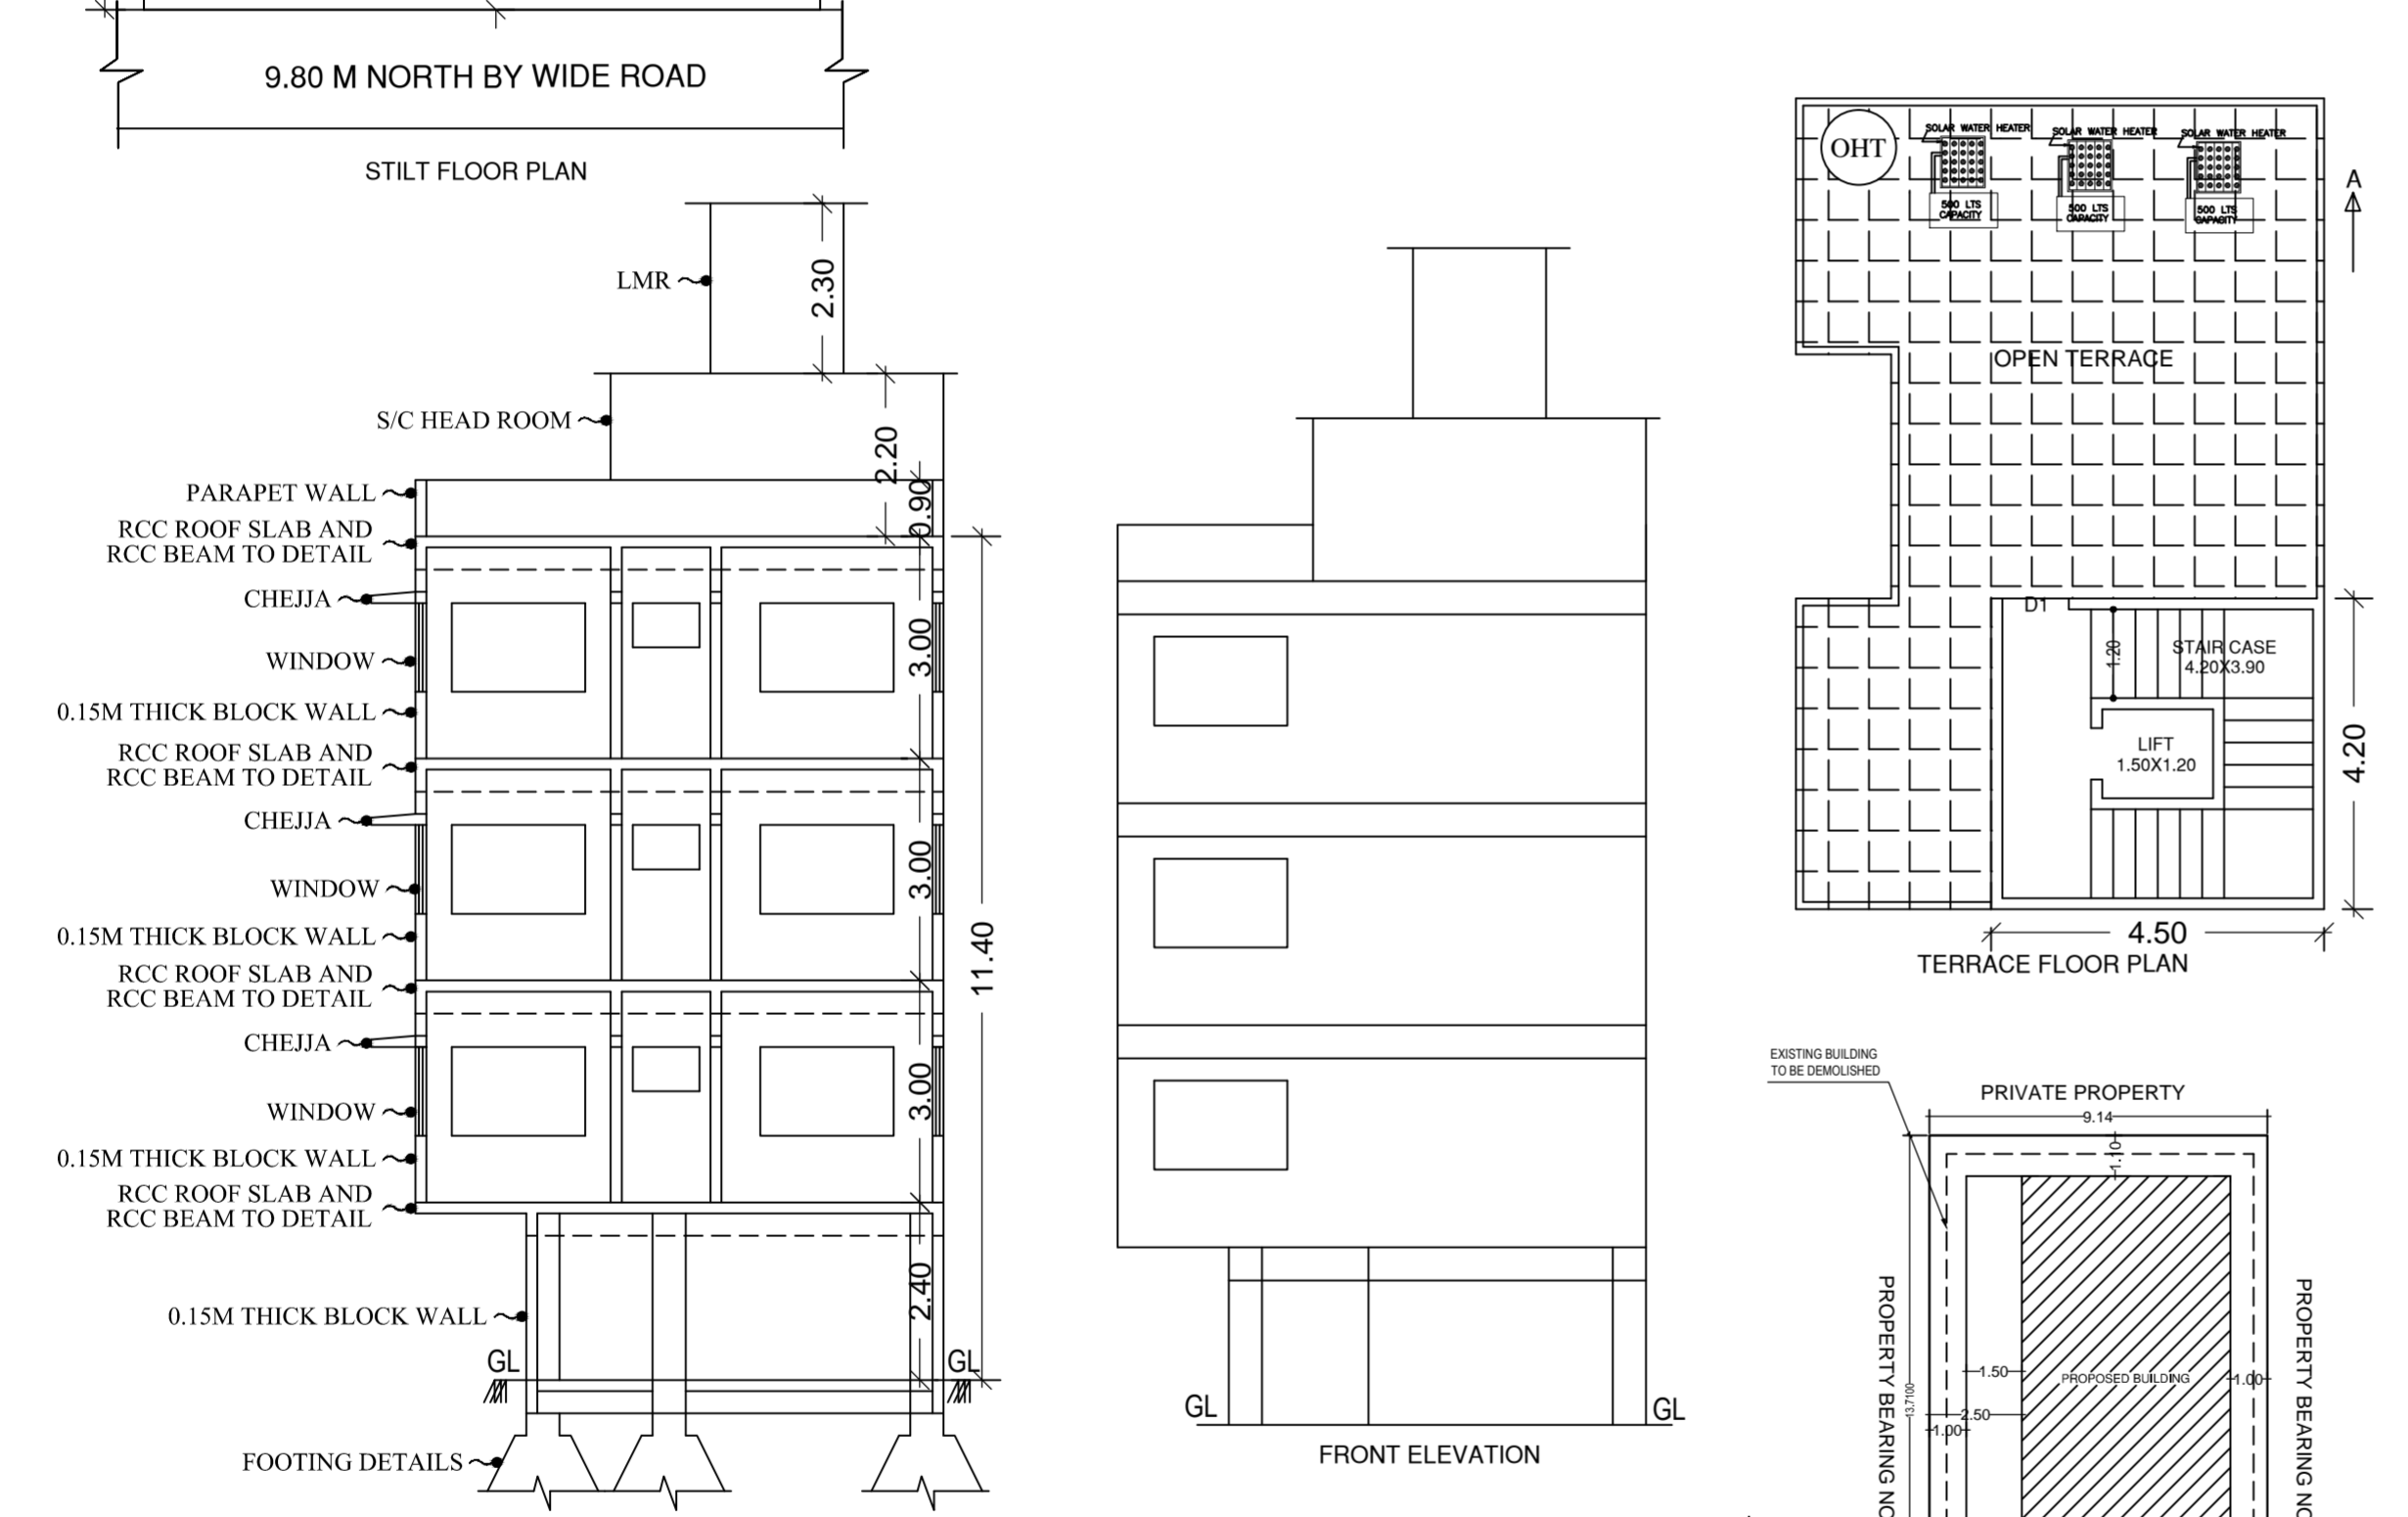 9.80 M NORTH BY WIDE ROAD
STILT FLOOR PLAN
LMR
2.30
S/C HEAD ROOM
2.20
PARAPET WALL
0.90
RCC ROOF SLAB AND
RCC BEAM TO DETAIL
CHEJJA
WINDOW
3.00
0.15M THICK BLOCK WALL
RCC ROOF SLAB AND
RCC BEAM TO DETAIL
CHEJJA
WINDOW
3.00
0.15M THICK BLOCK WALL
11.40
RCC ROOF SLAB AND
RCC BEAM TO DETAIL
CHEJJA
WINDOW
3.00
0.15M THICK BLOCK WALL
RCC ROOF SLAB AND
RCC BEAM TO DETAIL
2.40
0.15M THICK BLOCK WALL
GL
GL
FOOTING DETAILS
GL
GL
FRONT ELEVATION
OHT
SOLAR WATER HEATER
SOLAR WATER HEATER
SOLAR WATER HEATER
500 LTS
CAPACITY
500 LTS
CAPACITY
500 LTS
CAPACITY
A
OPEN TERRACE
D1
1.20
STAIR CASE
4.20X3.90
LIFT
1.50X1.20
4.20
4.50
TERRACE FLOOR PLAN
EXISTING BUILDING
TO BE DEMOLISHED
PRIVATE PROPERTY
9.14
1.10
PROPERTY BEARING NO
13.7100
1.50
PROPOSED BUILDING
1.00
2.50
1.00
PROPERTY BEARING NO